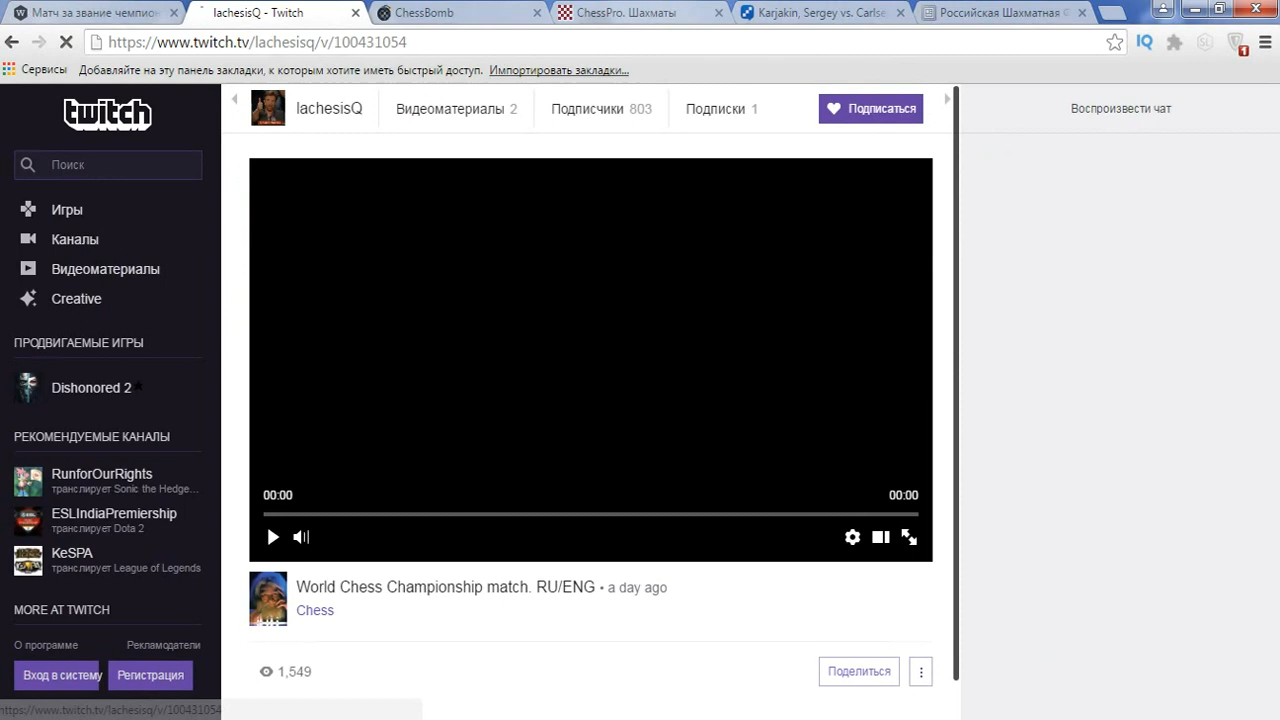 Матч за звание чемпион
lachesisQ - Twitch
ChessBomb
ChessPro. Шахматы
Karjakin, Sergey vs. Carlse
Российская Шахматная Ф
https://www.twitch.tv/lachesisq/v/100431054
IQ
1
Сервисы
Добавляйте на эту панель закладки, к которым хотите иметь быстрый доступ. Импортировать закладки...
twitch
Поиск
Игры
Каналы
Видеоматериалы
Creative
ПРОДВИГАЕМЫЕ ИГРЫ
Dishonored 2
РЕКОМЕНДУЕМЫЕ КАНАЛЫ
RunforOurRights
транслирует Sonic the Hedge...
ESLIndiaPremiership
транслирует Dota 2
KeSPA
транслирует League of Legends
MORE AT TWITCH
О программе
Рекламодатели
Вход в систему
Регистрация
https://www.twitch.tv/lachesisq/v/100431054
lachesisQ
Видеоматериалы 2
Подписчики 803
Подписки 1
Подписаться
00:00
00:00
World Chess Championship match. RU/ENG • a day ago
Chess
1,549
Поделиться
Воспроизвести чат